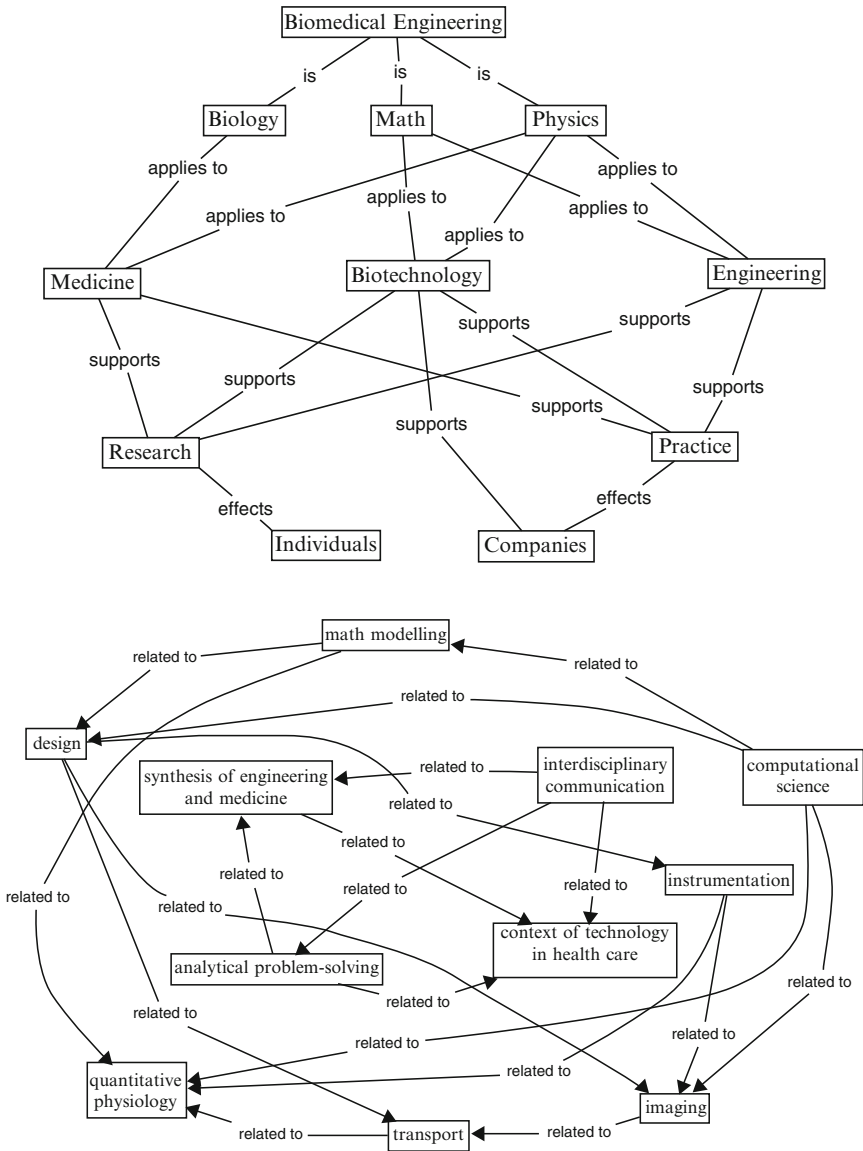 Biomedical Engineering
is
is
is
Biology
Math
Physics
applies to
applies to
applies to
applies to
applies to
applies to
Medicine
Biotechnology
Engineering
supports
supports
supports
supports
supports
supports
supports
Research
Practice
effects
effects
Individuals
Companies
math modelling
related to
related to
related to
design
synthesis of engineering
and medicine
interdisciplinary
communication
computational
science
related to
related to
related to
related to
instrumentation
related to
related to
related to
related to
related to
context of technology
in health care
analytical problem-solving
related to
related to
related to
related to
related to
quantitative
physiology
related to
imaging
related to
transport
related to